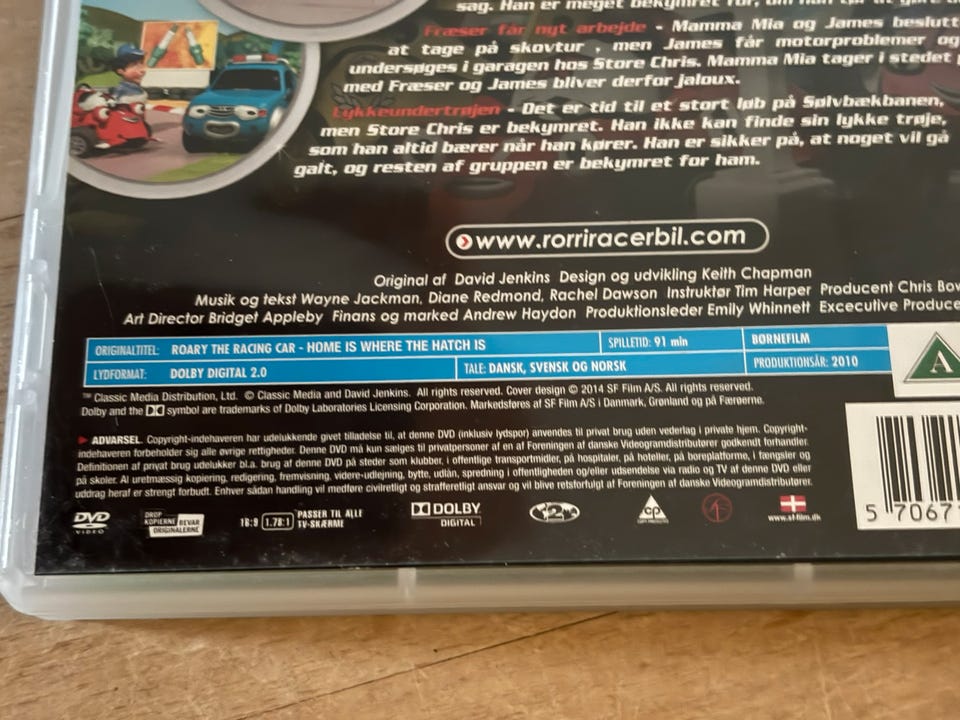 sag. Han er meget bekymret for, om han
Fræser får nyt arbejde - Mamma Mia og James beslutt
at tage på skovtur , men James får motorproblemer og
undersøges i garagen hos Store Chris. Mamma Mia tager i stedet
med Fræser og James bliver derfor jaloux.
Lykkeundertrøjen - Det er tid til et stort løb på Sølvbækbanen,
men Store Chris er bekymret. Han ikke kan finde sin lykke trøje,
som han altid bærer når han kører. Han er sikker på, at noget vil gå
galt, og resten af gruppen er bekymret for ham.
www.rorriracerbil.com
Original af David Jenkins Design og udvikling Keith Chapman
Musik og tekst Wayne Jackman, Diane Redmond, Rachel Dawson Instruktør Tim Harper Producent Chris Bow
Art Director Bridget Appleby Finans og marked Andrew Haydon Produktionsleder Emily Whinnett Excecutive Produce
ORIGINALTITEL: ROARY THE RACING CAR - HOME IS WHERE THE HATCH IS SPILLETID: 91 min BØRNEFILM
LYDFORMAT: DOLBY DIGITAL 2.0 TALE: DANSK, SVENSK OG NORSK PRODUKTIONSÅR: 2010
A
™ Classic Media Distribution, Ltd. © Classic Media and David Jenkins. All rights reserved. Cover design © 2014 SF Film A/S. All rights reserved.
Dolby and the DD symbol are trademarks of Dolby Laboratories Licensing Corporation. Markedsføres af SF Film A/S i Danmark, Grønland og på Færøerne.
ADVARSEL. Copyright-indehaveren har udelukkende givet tilladelse til, at denne DVD (inklusiv lydspor) anvendes til privat brug uden vederlag i private hjem. Copyright-
indehaveren forbeholder sig alle øvrige rettigheder. Denne DVD må kun sælges til privatpersoner af en af Foreningen af danske Videogramdistributører godkendt forhandler.
Definitionen af privat brug udelukker bl.a. brug af denne DVD på steder som klubber, i offentlige transportmidler, på hospitaler, på hoteller, på boreplatforme, i fængsler og
på skoler. Al uretmæssig kopiering, redigering, fremvisning, videre-udlejning, bytte, udlån, spredning i offentligheden og/eller udsendelse via radio og TV af denne DVD eller
uddrag heraf er strengt forbudt. Enhver sådan handling vil medføre civilretligt og strafferetligt ansvar og vil blive retsforfulgt af Foreningen af danske Videogramdistributører.
DVD VIDEO
DROP KOPIERNE BEVAR ORIGINALERNE
16:9 1.78:1 PASSER TIL ALLE TV-SKÆRME
DOLBY DIGITAL
2
CP
www.sf-film.dk
5 70671